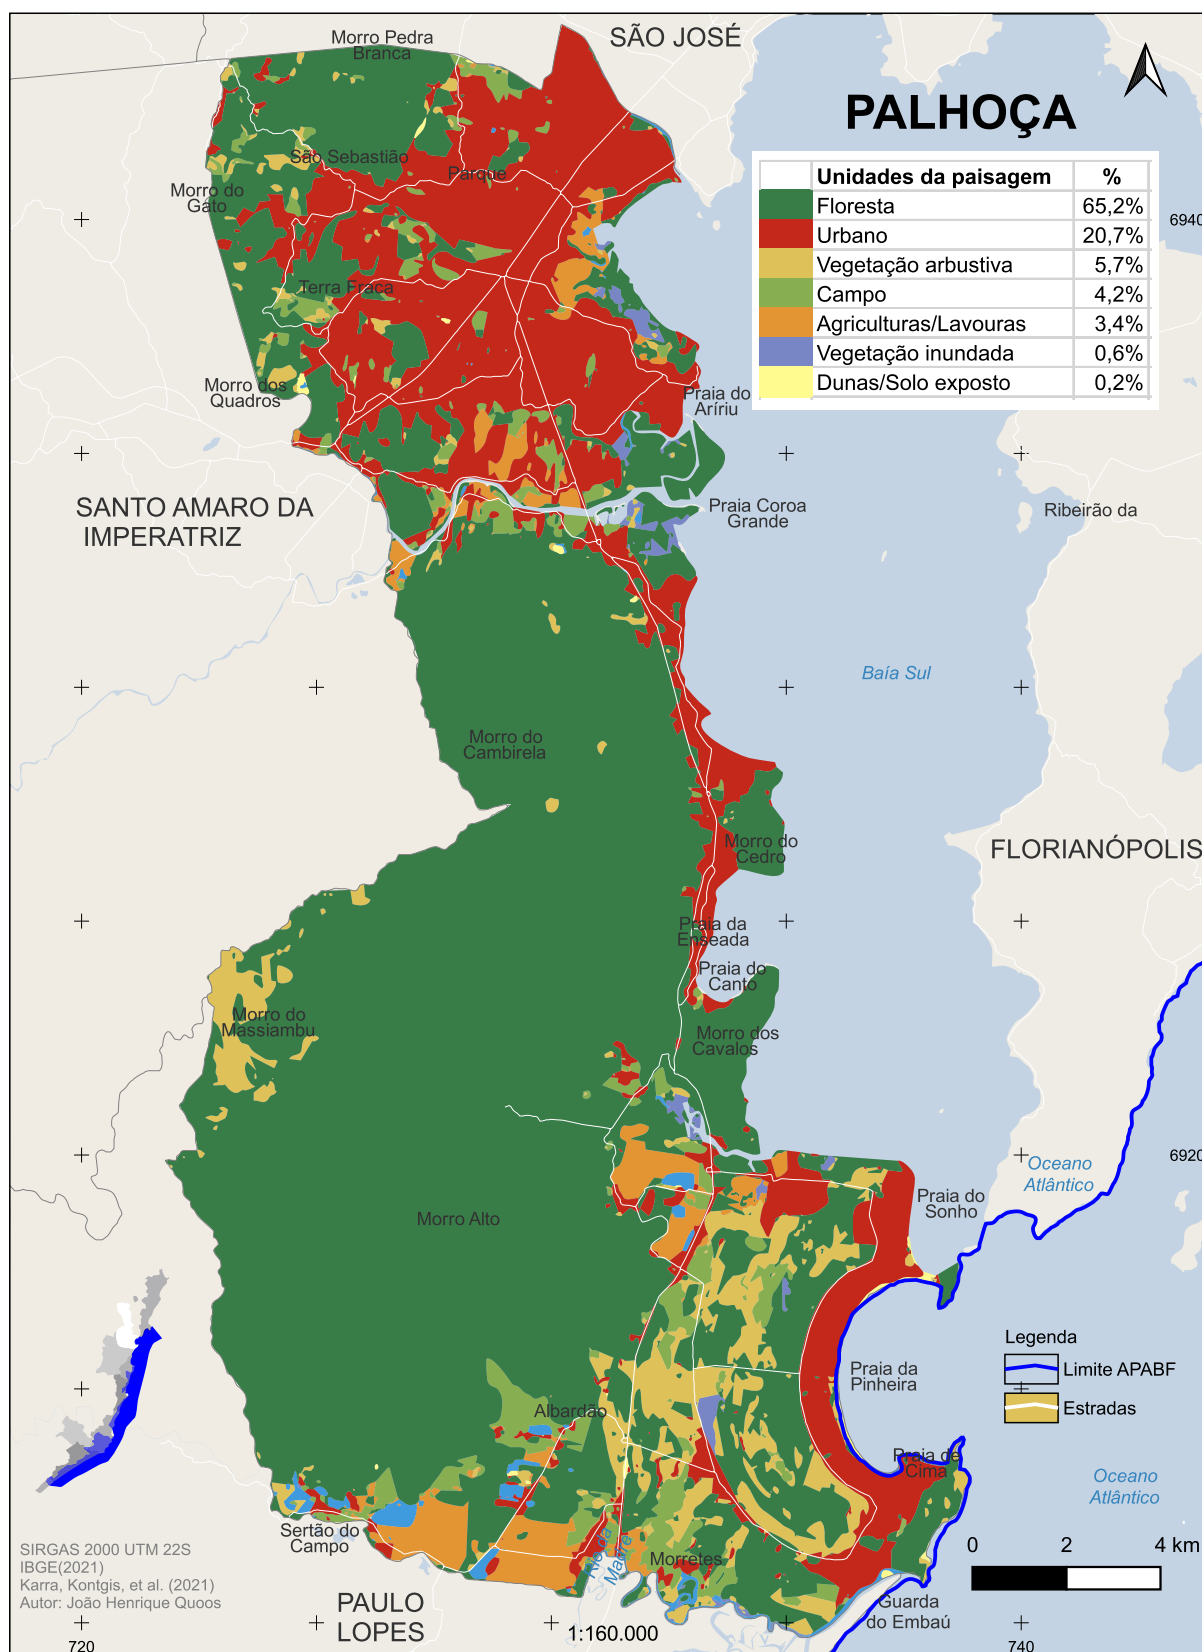 SÃO JOSÉ
Morro Pedra
Branca
PALHOÇA
Unidades da paisagem %
Floresta 65,2%
Urbano 20,7%
Vegetação arbustiva 5,7%
Campo 4,2%
Agriculturas/Lavouras 3,4%
Vegetação inundada 0,6%
Dunas/Solo exposto 0,2%
São Sebastião
Parque
Morro do
Gato
6940
Terra Fraca
Morro dos
Quadros
Praia do
Aríriu
SANTO AMARO DA
IMPERATRIZ
Praia Coroa
Grande
Ribeirão da
Baía Sul
Morro do
Cambirela
Morro do
Cedro
FLORIANÓPOLIS
Praia da
Enseada
Praia do
Canto
Morro do
Massiambu
Morro dos
Cavalos
6920
Oceano
Atlântico
Praia do
Sonho
Morro Alto
Legenda
Limite APABF
Estradas
Praia da
Pinheira
Albardão
Praia de
Cima
Oceano
Atlântico
Sertão do
Campo
Rio da
Madre
Morretes
0 2 4 km
SIRGAS 2000 UTM 22S
IBGE(2021)
Karra, Kontgis, et al. (2021)
Autor: João Henrique Quoos
PAULO
LOPES
Guarda
do Embaú
1:160.000
720
740